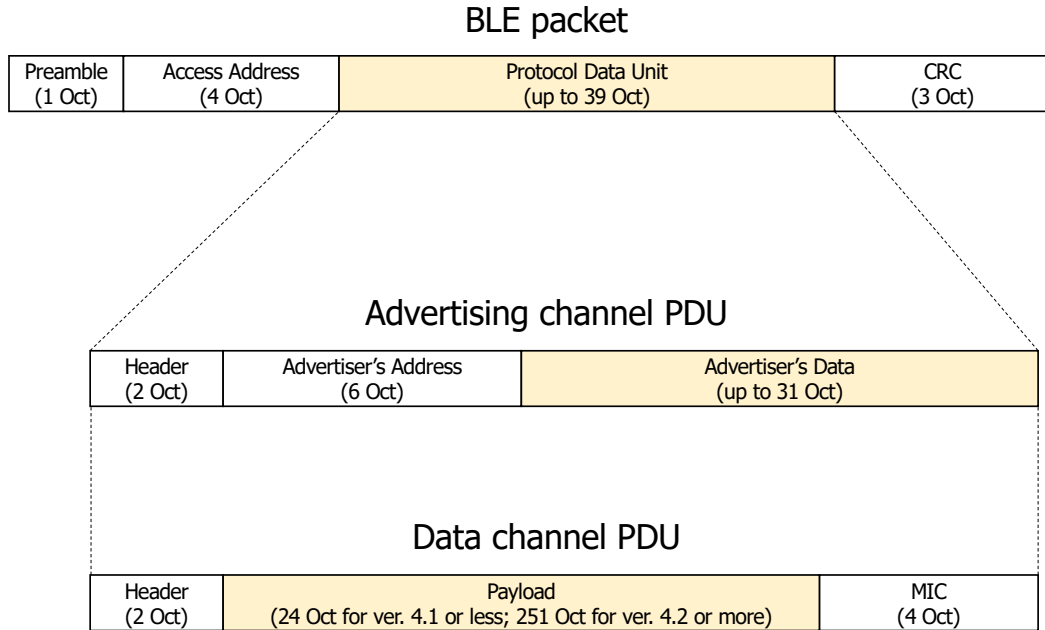 BLE packet
Preamble
(1 Oct)
Access Address
(4 Oct)
Protocol Data Unit
(up to 39 Oct)
CRC
(3 Oct)
Advertising channel PDU
Header
(2 Oct)
Advertiser’s Address
(6 Oct)
Advertiser’s Data
(up to 31 Oct)
Data channel PDU
Header
(2 Oct)
Payload
(24 Oct for ver. 4.1 or less; 251 Oct for ver. 4.2 or more)
MIC
(4 Oct)